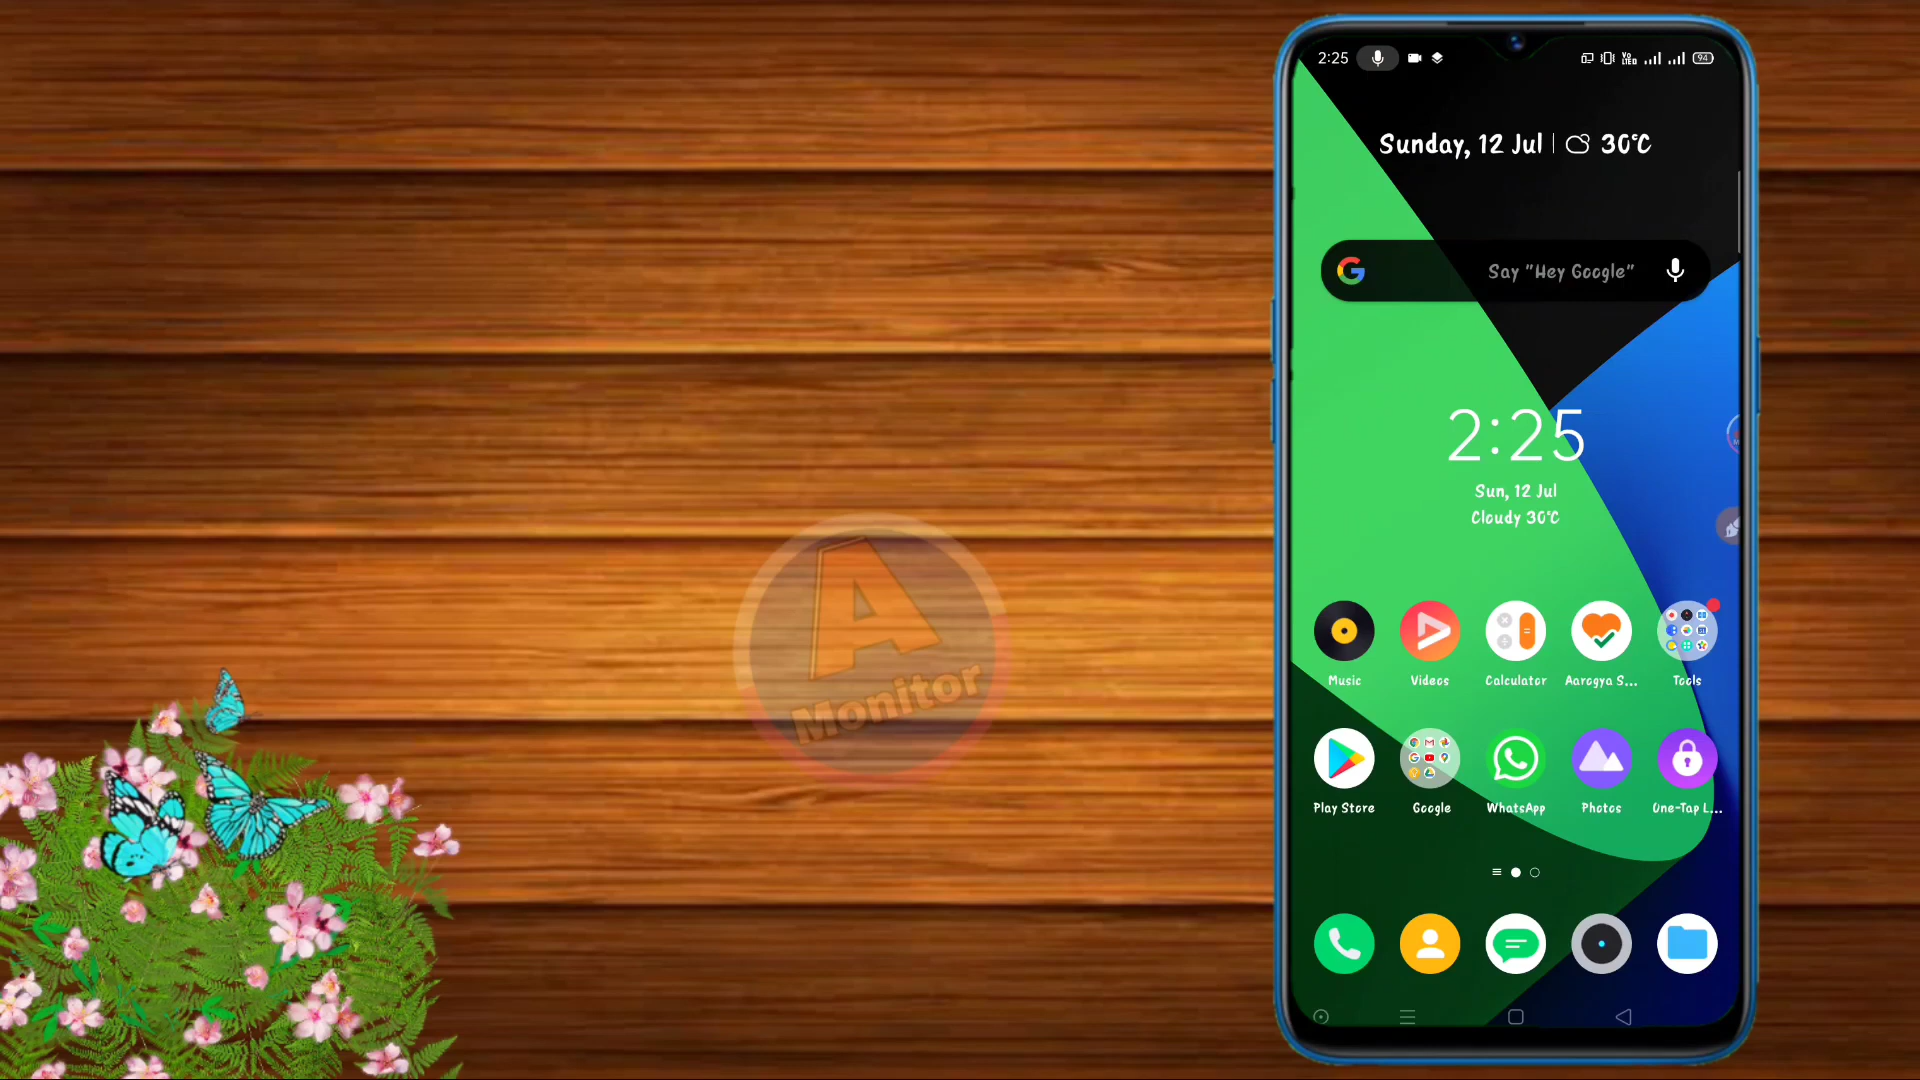 2:25
94
Sunday, 12 Jul | 30°C
Say "Hey Google"
2:25
Sun, 12 Jul
Cloudy 30°C
Music
Videos
Calculator
Aarogya S...
Tools
Play Store
Google
WhatsApp
Photos
One-Tap L...
A
Monitor